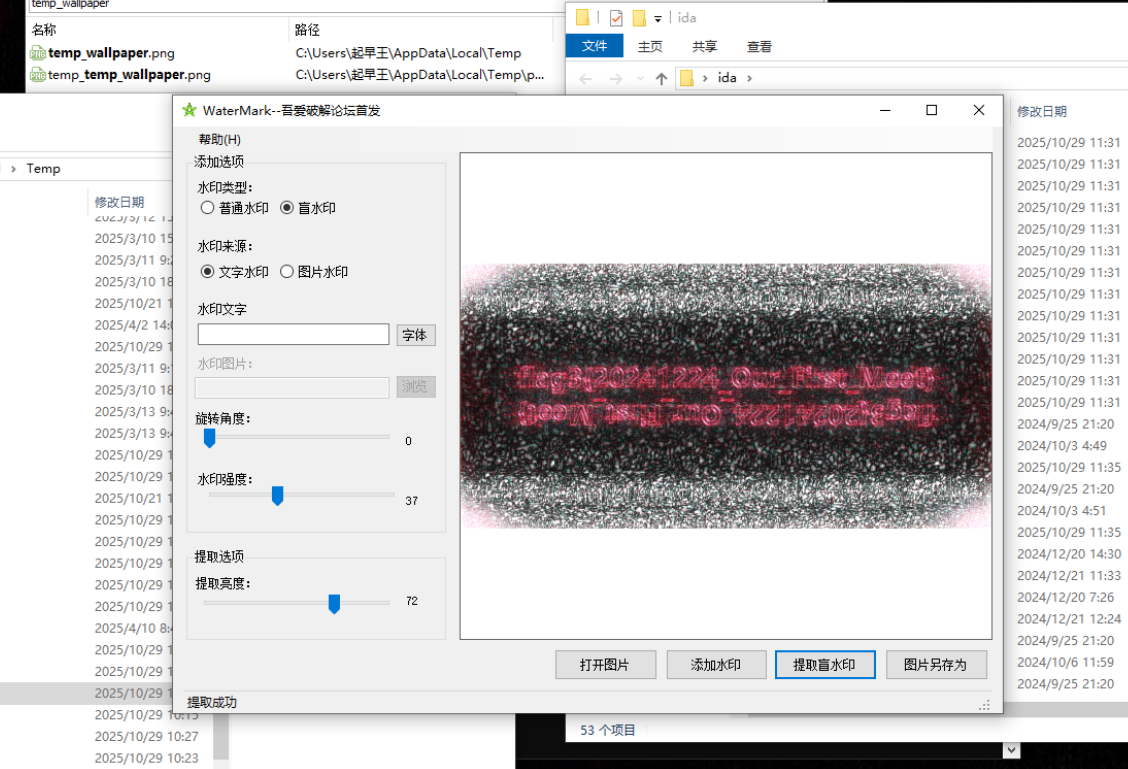 temp_wallpaper
名称 路径
temp_wallpaper.png C:\Users\起早王\AppData\Local\Temp
temp_temp_wallpaper.png C:\Users\起早王\AppData\Local\Temp\p...
ida
文件 主页 共享 查看
ida
修改日期
2025/10/29 11:31
2025/10/29 11:31
2025/10/29 11:31
2025/10/29 11:31
2025/10/29 11:31
2025/10/29 11:31
2025/10/29 11:31
2025/10/29 11:31
2025/10/29 11:31
2025/10/29 11:31
2025/10/29 11:31
2025/10/29 11:31
2025/10/29 11:31
2024/9/25 21:20
2024/10/3 4:49
2025/10/29 11:35
2024/9/25 21:20
2024/10/3 4:51
2025/10/29 11:35
2024/12/20 14:30
2024/12/21 11:33
2024/12/20 7:26
2024/12/21 12:24
2024/9/25 21:20
2024/10/6 11:59
2024/9/25 21:20
53 个项目
Temp
修改日期
2025/3/12 15
2025/3/10 15
2025/3/11 9:2
2025/3/10 18
2025/10/21 1
2025/4/2 14:0
2025/10/29 1
2025/3/11 9:
2025/3/10 18
2025/3/13 9:4
2025/3/13 9:4
2025/10/29 1
2025/10/29 1
2025/10/21 1
2025/10/29 1
2025/10/29 1
2025/10/29 1
2025/10/29 1
2025/10/29 1
2025/4/10 8:4
2025/10/29 1
2025/10/29 1
2025/10/29 1
2025/10/29 10:15
2025/10/29 10:27
2025/10/29 10:23
WaterMark--吾爱破解论坛首发
帮助(H)
添加选项
水印类型:
普通水印 盲水印
水印来源:
文字水印 图片水印
水印文字
字体
水印图片:
浏览
旋转角度:
0
水印强度:
37
提取选项
提取亮度:
72
20241224_Our_First_Meet
打开图片 添加水印 提取盲水印 图片另存为
提取成功